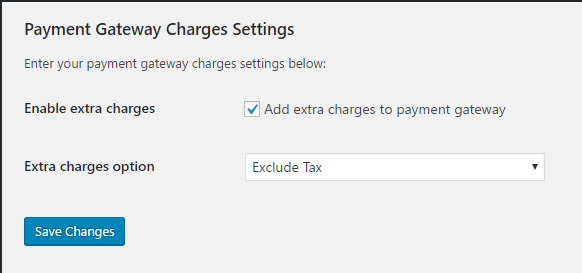 Payment Gateway Charges Settings
Enter your payment gateway charges settings below:
Enable extra charges Add extra charges to payment gateway
Extra charges option Exclude Tax
Save Changes